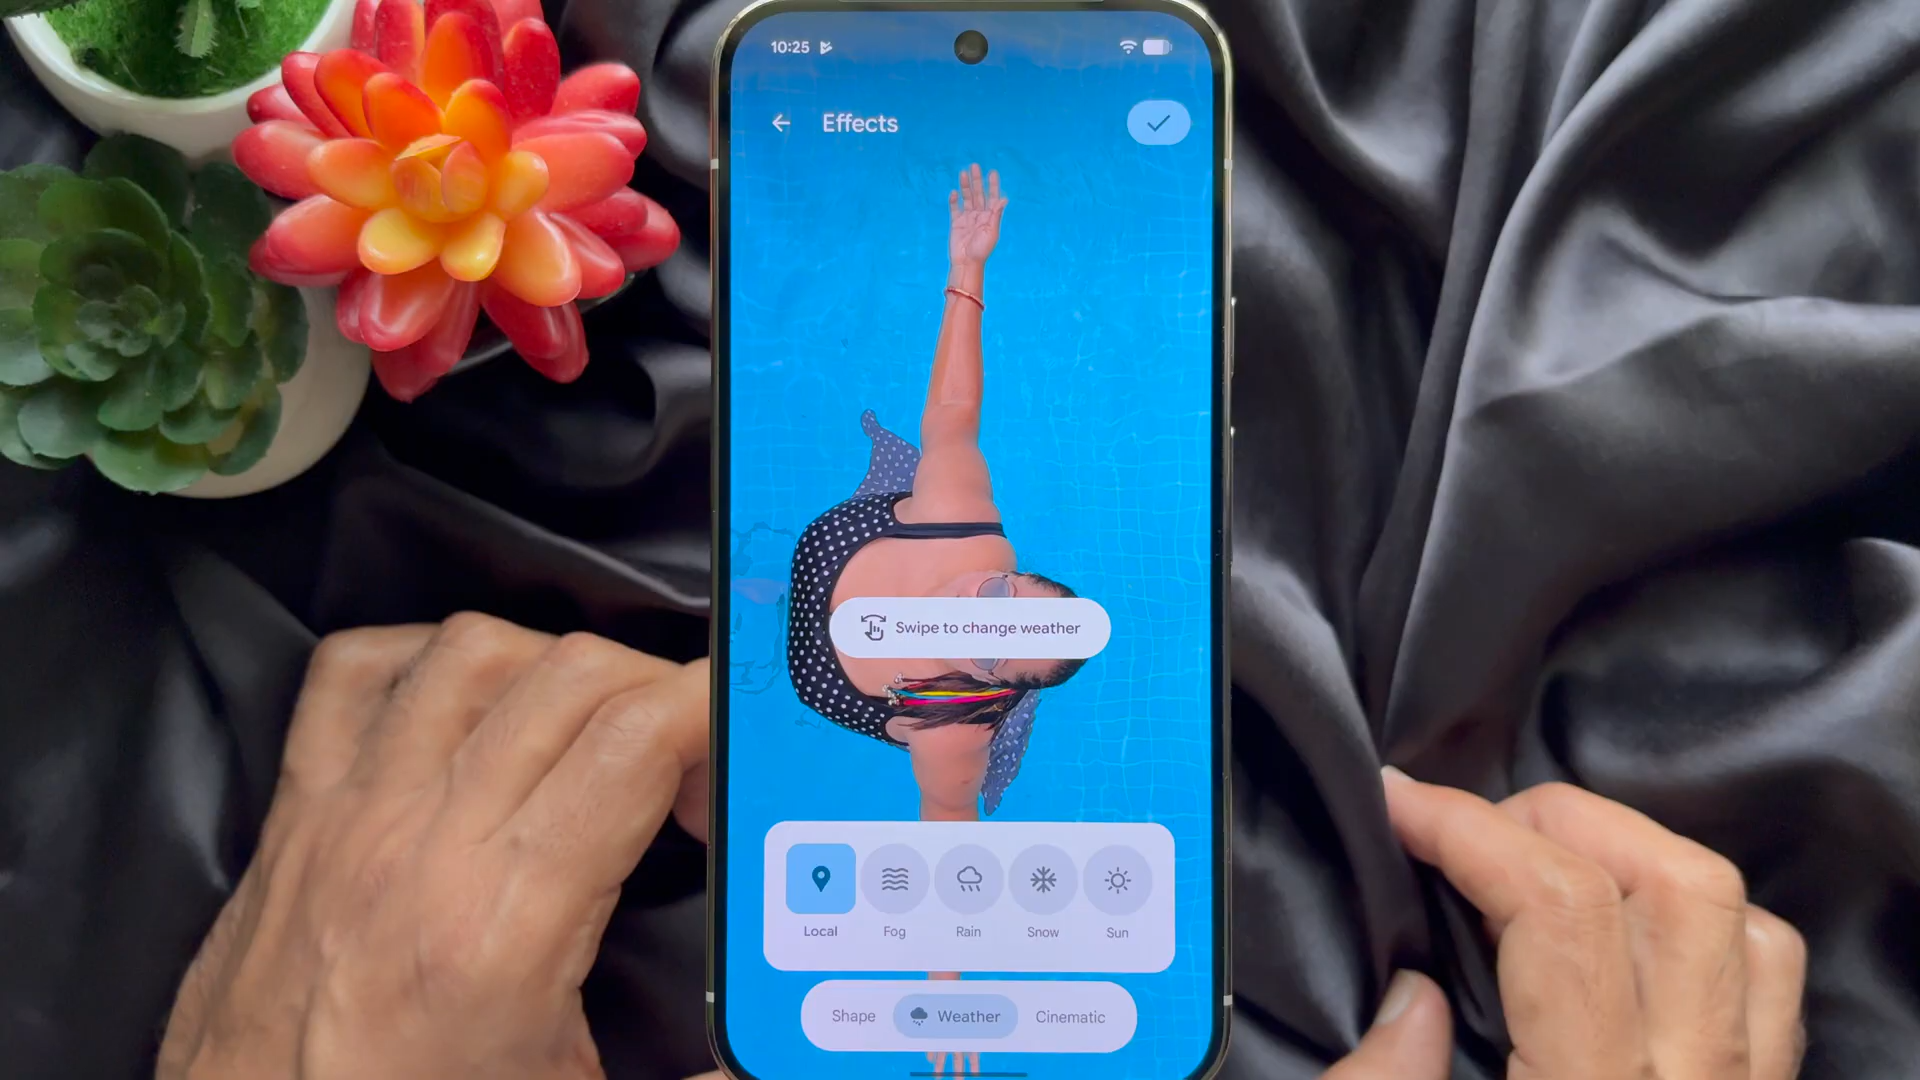 10:25
Effects
Swipe to change weather
Local
Fog
Rain
Snow
Sun
Shape
Weather
Cinematic